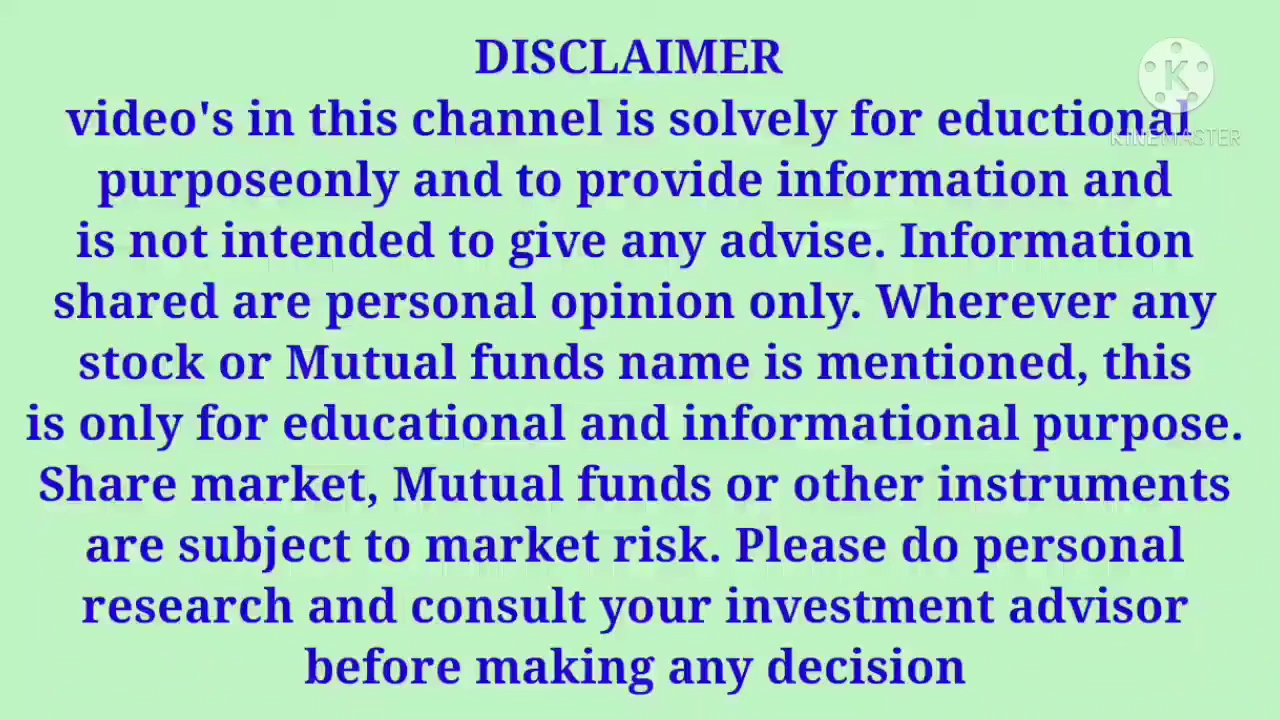 DISCLAIMER
video's in this channel is solvely for eductional
purposeonly and to provide information and
is not intended to give any advise. Information
shared are personal opinion only. Wherever any
stock or Mutual funds name is mentioned, this
is only for educational and informational purpose.
Share market, Mutual funds or other instruments
are subject to market risk. Please do personal
research and consult your investment advisor
before making any decision
K
KINEMASTER